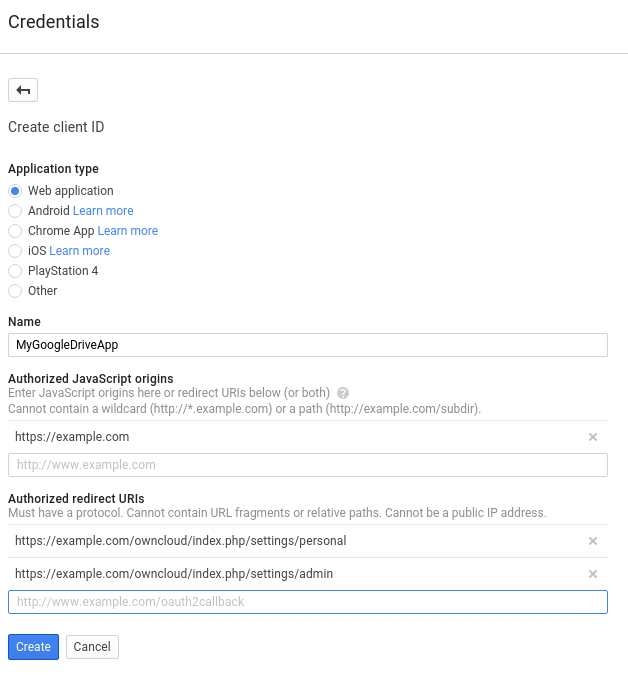 Credentials
Create client ID
Application type
Web application
Android Learn more
Chrome App Learn more
iOS Learn more
PlayStation 4
Other
Name
MyGoogleDriveApp
Authorized JavaScript origins
Enter JavaScript origins here or redirect URIs below (or both) ?
Cannot contain a wildcard (http://*.example.com) or a path (http://example.com/subdir).
https://example.com
http://www.example.com
Authorized redirect URIs
Must have a protocol. Cannot contain URL fragments or relative paths. Cannot be a public IP address.
https://example.com/owncloud/index.php/settings/personal
https://example.com/owncloud/index.php/settings/admin
http://www.example.com/oauth2callback
Create Cancel